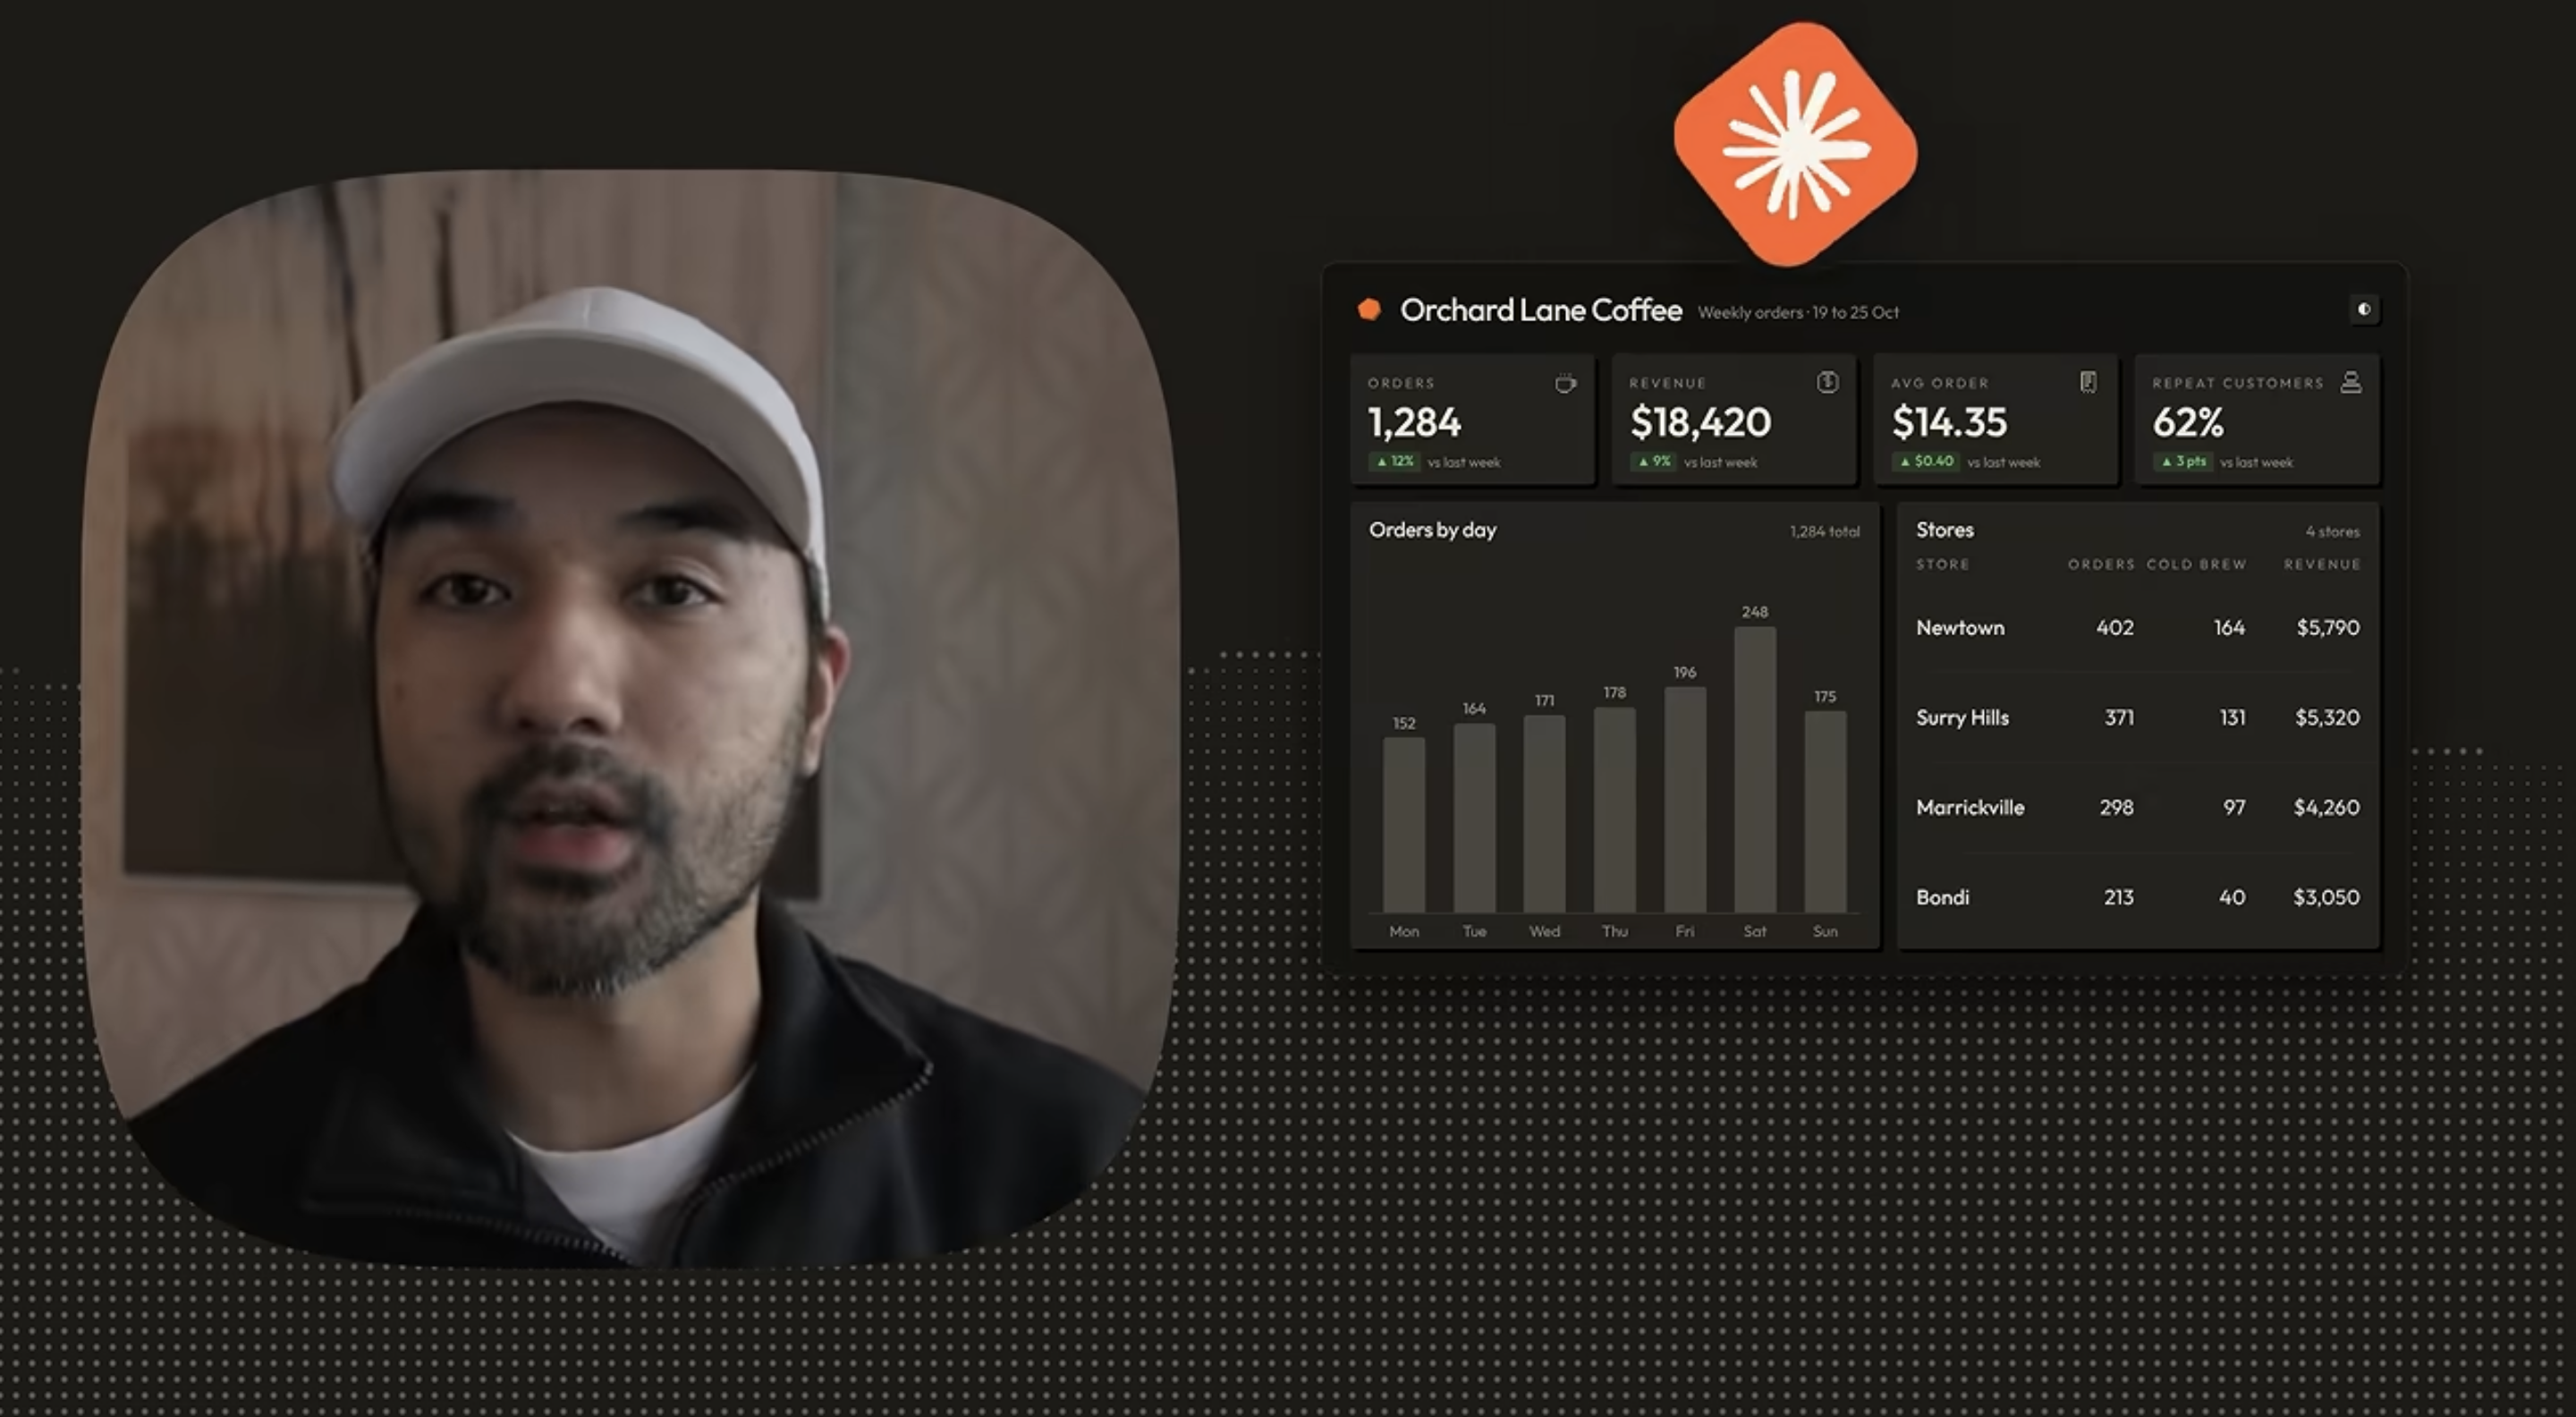 Orchard Lane Coffee Weekly orders · 19 to 25 Oct
ORDERS
1,284
▲ 12% vs last week
REVENUE
$18,420
▲ 9% vs last week
AVG ORDER
$14.35
▲ $0.40 vs last week
REPEAT CUSTOMERS
62%
▲ 3 pts vs last week
Orders by day 1,284 total
152
164
171
178
196
248
175
Mon Tue Wed Thu Fri Sat Sun
Stores 4 stores
STORE ORDERS COLD BREW REVENUE
Newtown 402 164 $5,790
Surry Hills 371 131 $5,320
Marrickville 298 97 $4,260
Bondi 213 40 $3,050